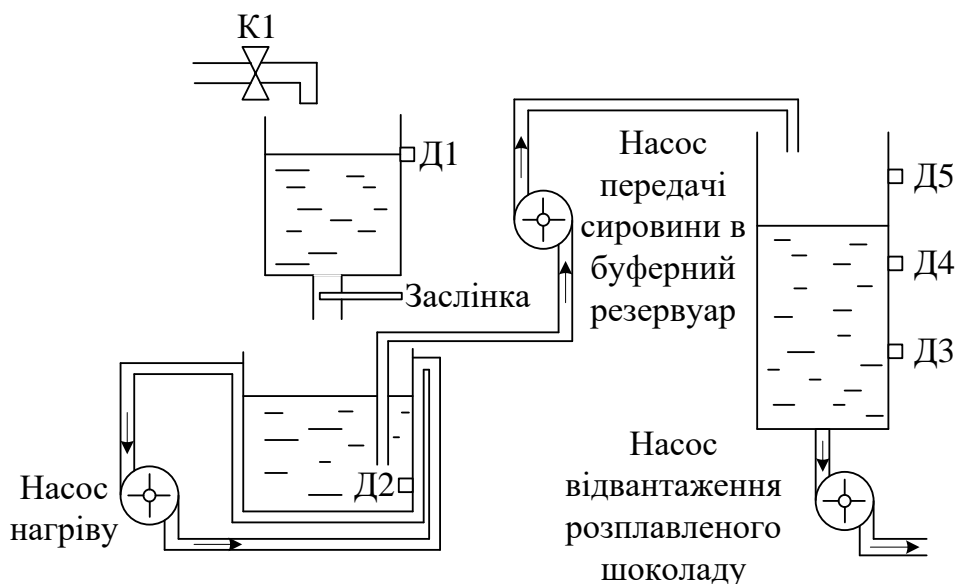 К1
Д1
Насос
передачі
сировини в
буферний
резервуар
Д5
Д4
Д3
Заслінка
Д2
Насос
нагріву
Насос
відвантаження
розплавленого
шоколаду